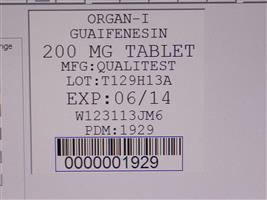 ORGAN-I
GUAIFENESIN
200 MG TABLET
MFG:QUALITEST
LOT:T129H13A
EXP:06/14
W123113JM6
PDM:1929
0000001929